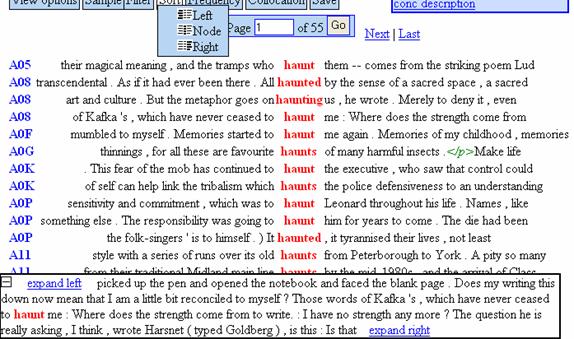 View options Sample Filter Sort Frequency Collocation Save
conc description
Left
Node
Right
Page 1 of 55 Go
Next | Last
A05 their magical meaning , and the tramps who haunt them -- comes from the striking poem Lud
A08 transcendental . As if it had ever been there . All haunted by the sense of a sacred space , a sacred
A08 art and culture . But the metaphor goes on haunting us , he wrote . Merely to deny it , even
A08 of Kafka 's , which have never ceased to haunt me : Where does the strength come from
A0F mumbled to myself . Memories started to haunt me again . Memories of my childhood , memories
A0G thinnings , for all these are favourite haunts of many harmful insects .</p>Make life
A0K . This fear of the mob has continued to haunt the executive , who saw that control could
A0K of self can help link the tribalism which haunts the police defensiveness to an understanding
A0P sensitivity and commitment , which was to haunt Leonard throughout his life . Names , like
A0P something else . The responsibility was going to haunt him for years to come . The die had been
A0P the folk-singers ' is to himself . ) It haunted , it tyrannised their lives , not least
A11 style with a series of runs over its old haunts from Peterborough to York . A pity so many
A11 from their traditional Midland main line haunts by the mid 1980s , and the arrival of Class
expand left picked up the pen and opened the notebook and faced the blank page . Does my writing this
down now mean that I am a little bit reconciled to myself ? Those words of Kafka 's , which have never ceased
to haunt me : Where does the strength come from to write. : I have no strength any more ? The question he is
really asking , I think , wrote Harsnet ( typed Goldberg ) , is this : Is that expand right